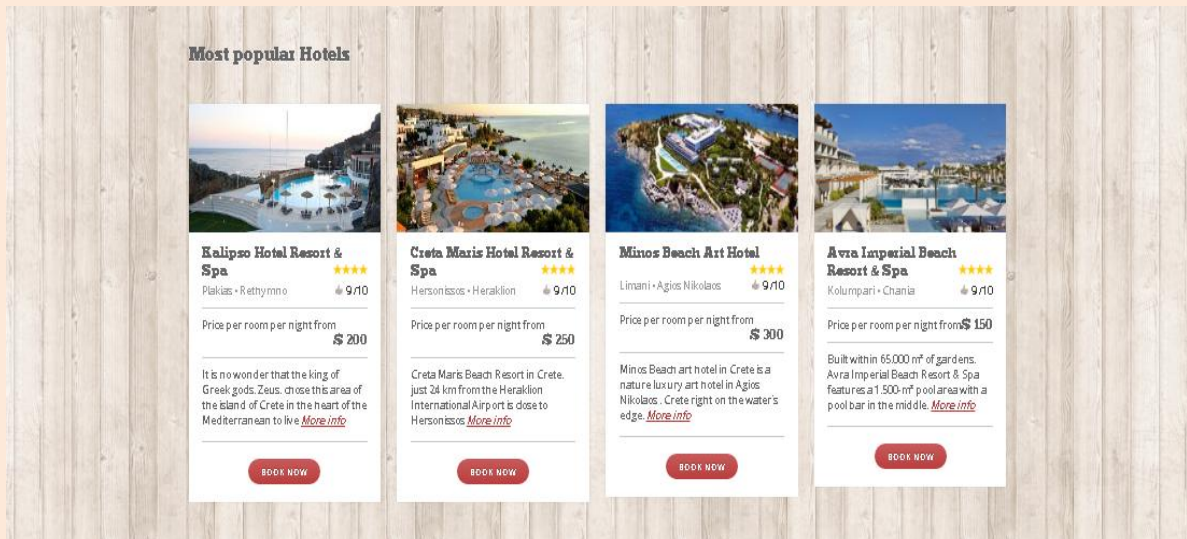 Most popular Hotels
Kalipso Hotel Resort &
Spa
Plakias • Rethymno 9/10
Price per room per night from
$ 200
It is no wonder that the king of
Greek gods. Zeus. chose this area of
the island of Crete in the heart of the
Mediterranean to live More info
BOOK NOW
Creta Maris Hotel Resort &
Spa
Hersonissos • Heraklion 9/10
Price per room per night from
$ 250
Creta Maris Beach Resort in Crete.
just 24 km from the Heraklion
International Airport is close to
Hersonissos More info
BOOK NOW
Minos Beach Art Hotel
Limani • Agios Nikolaos 9/10
Price per room per night from
$ 300
Minos Beach art hotel in Crete is a
nature luxury art hotel in Agios
Nikolaos . Crete right on the water's
edge. More info
BOOK NOW
Avra Imperial Beach
Resort & Spa
Kolumpari • Chania 9/10
Price per room per night from $ 150
Built within 65.000 m² of gardens.
Avra Imperial Beach Resort & Spa
features a 1.500-m² pool area with a
pool bar in the middle. More info
BOOK NOW